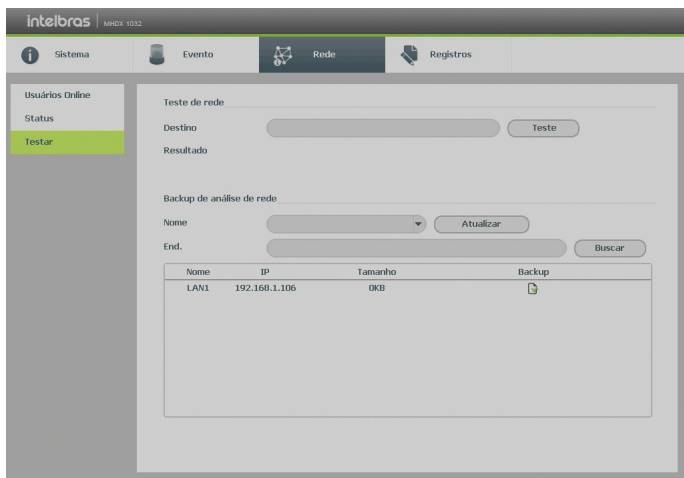 intelbras MHDX 1032
Sistema Evento Rede Registros
Usuários Online
Status
Testar
Teste de rede
Destino Teste
Resultado
Backup de análise de rede
Nome Atualizar
End. Buscar
Nome IP Tamanho Backup
LAN1 192.168.1.106 0KB